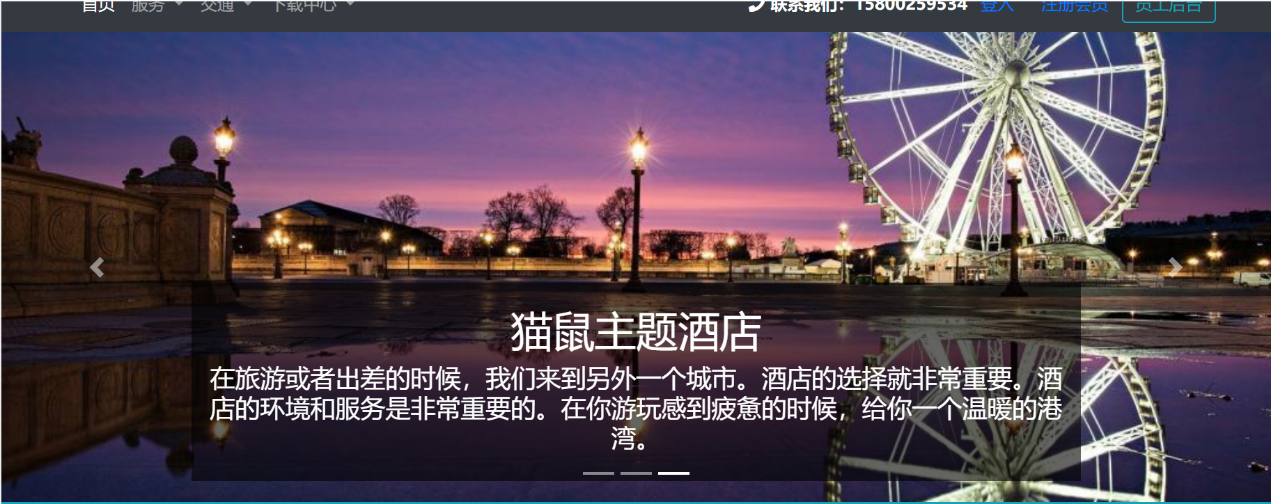 首页 服务 交通 下载中心 联系我们：15800259534 登入 注册会员 员工后台
猫鼠主题酒店
在旅游或者出差的时候，我们来到另外一个城市。酒店的选择就非常重要。酒
店的环境和服务是非常重要的。在你游玩感到疲惫的时候，给你一个温暖的港
湾。